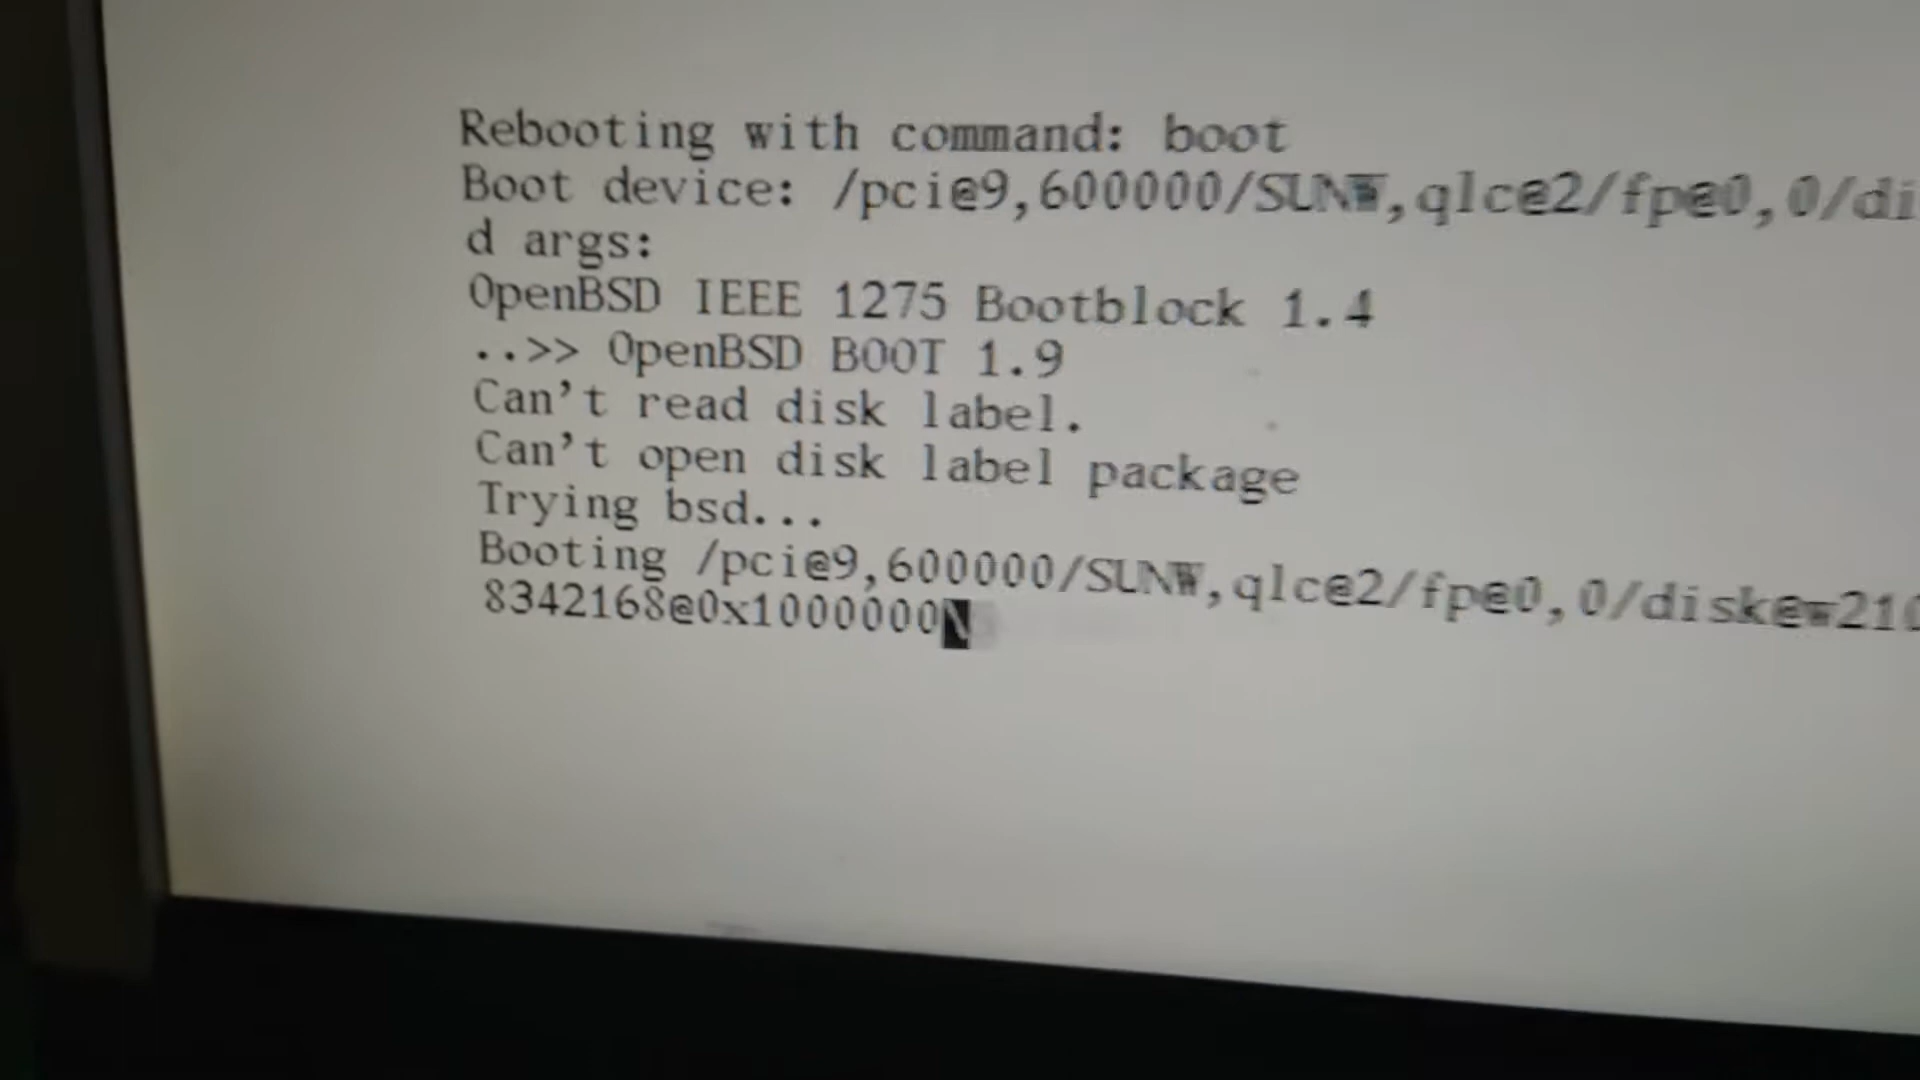 Rebooting with command: boot
Boot device: /pci@9,600000/SUNW,qlc@2/fp@0,0/di
d args:
OpenBSD IEEE 1275 Bootblock 1.4
..>> OpenBSD BOOT 1.9
Can't read disk label.
Can't open disk label package
Trying bsd...
Booting /pci@9,600000/SUNW,qlc@2/fp@0,0/disk@w210
8342168@0x1000000\